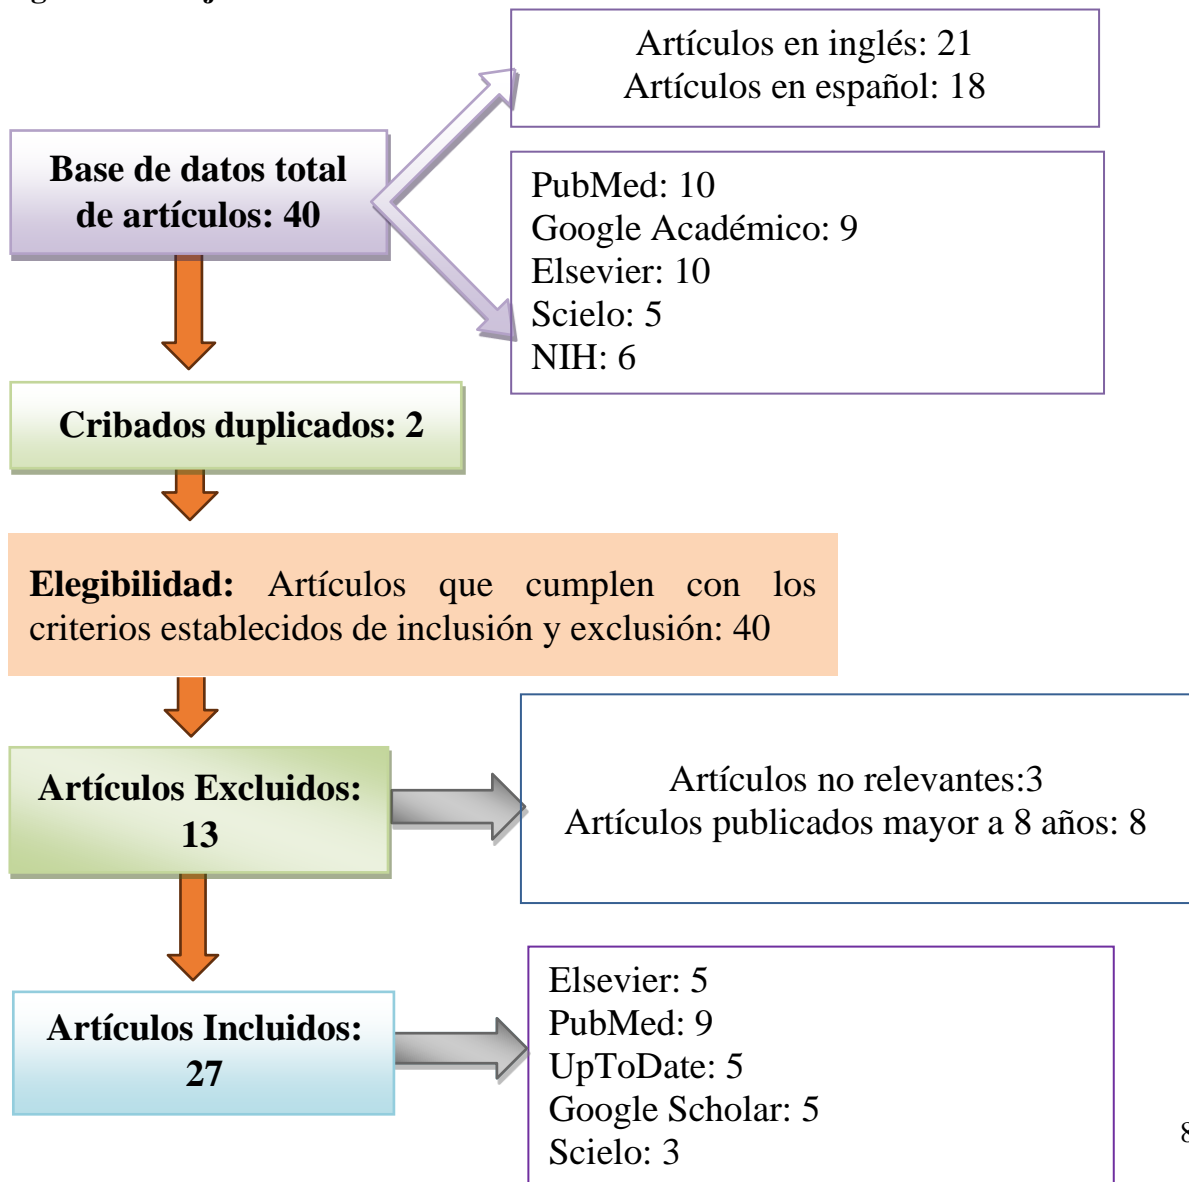 Artículos en inglés: 21
Artículos en español: 18
Base de datos total
de artículos: 40
PubMed: 10
Google Académico: 9
Elsevier: 10
Scielo: 5
NIH: 6
Cribados duplicados: 2
Elegibilidad: Artículos que cumplen con los
criterios establecidos de inclusión y exclusión: 40
Artículos Excluidos:
13
Artículos no relevantes:3
Artículos publicados mayor a 8 años: 8
Artículos Incluidos:
27
Elsevier: 5
PubMed: 9
UpToDate: 5
Google Scholar: 5
Scielo: 3
8